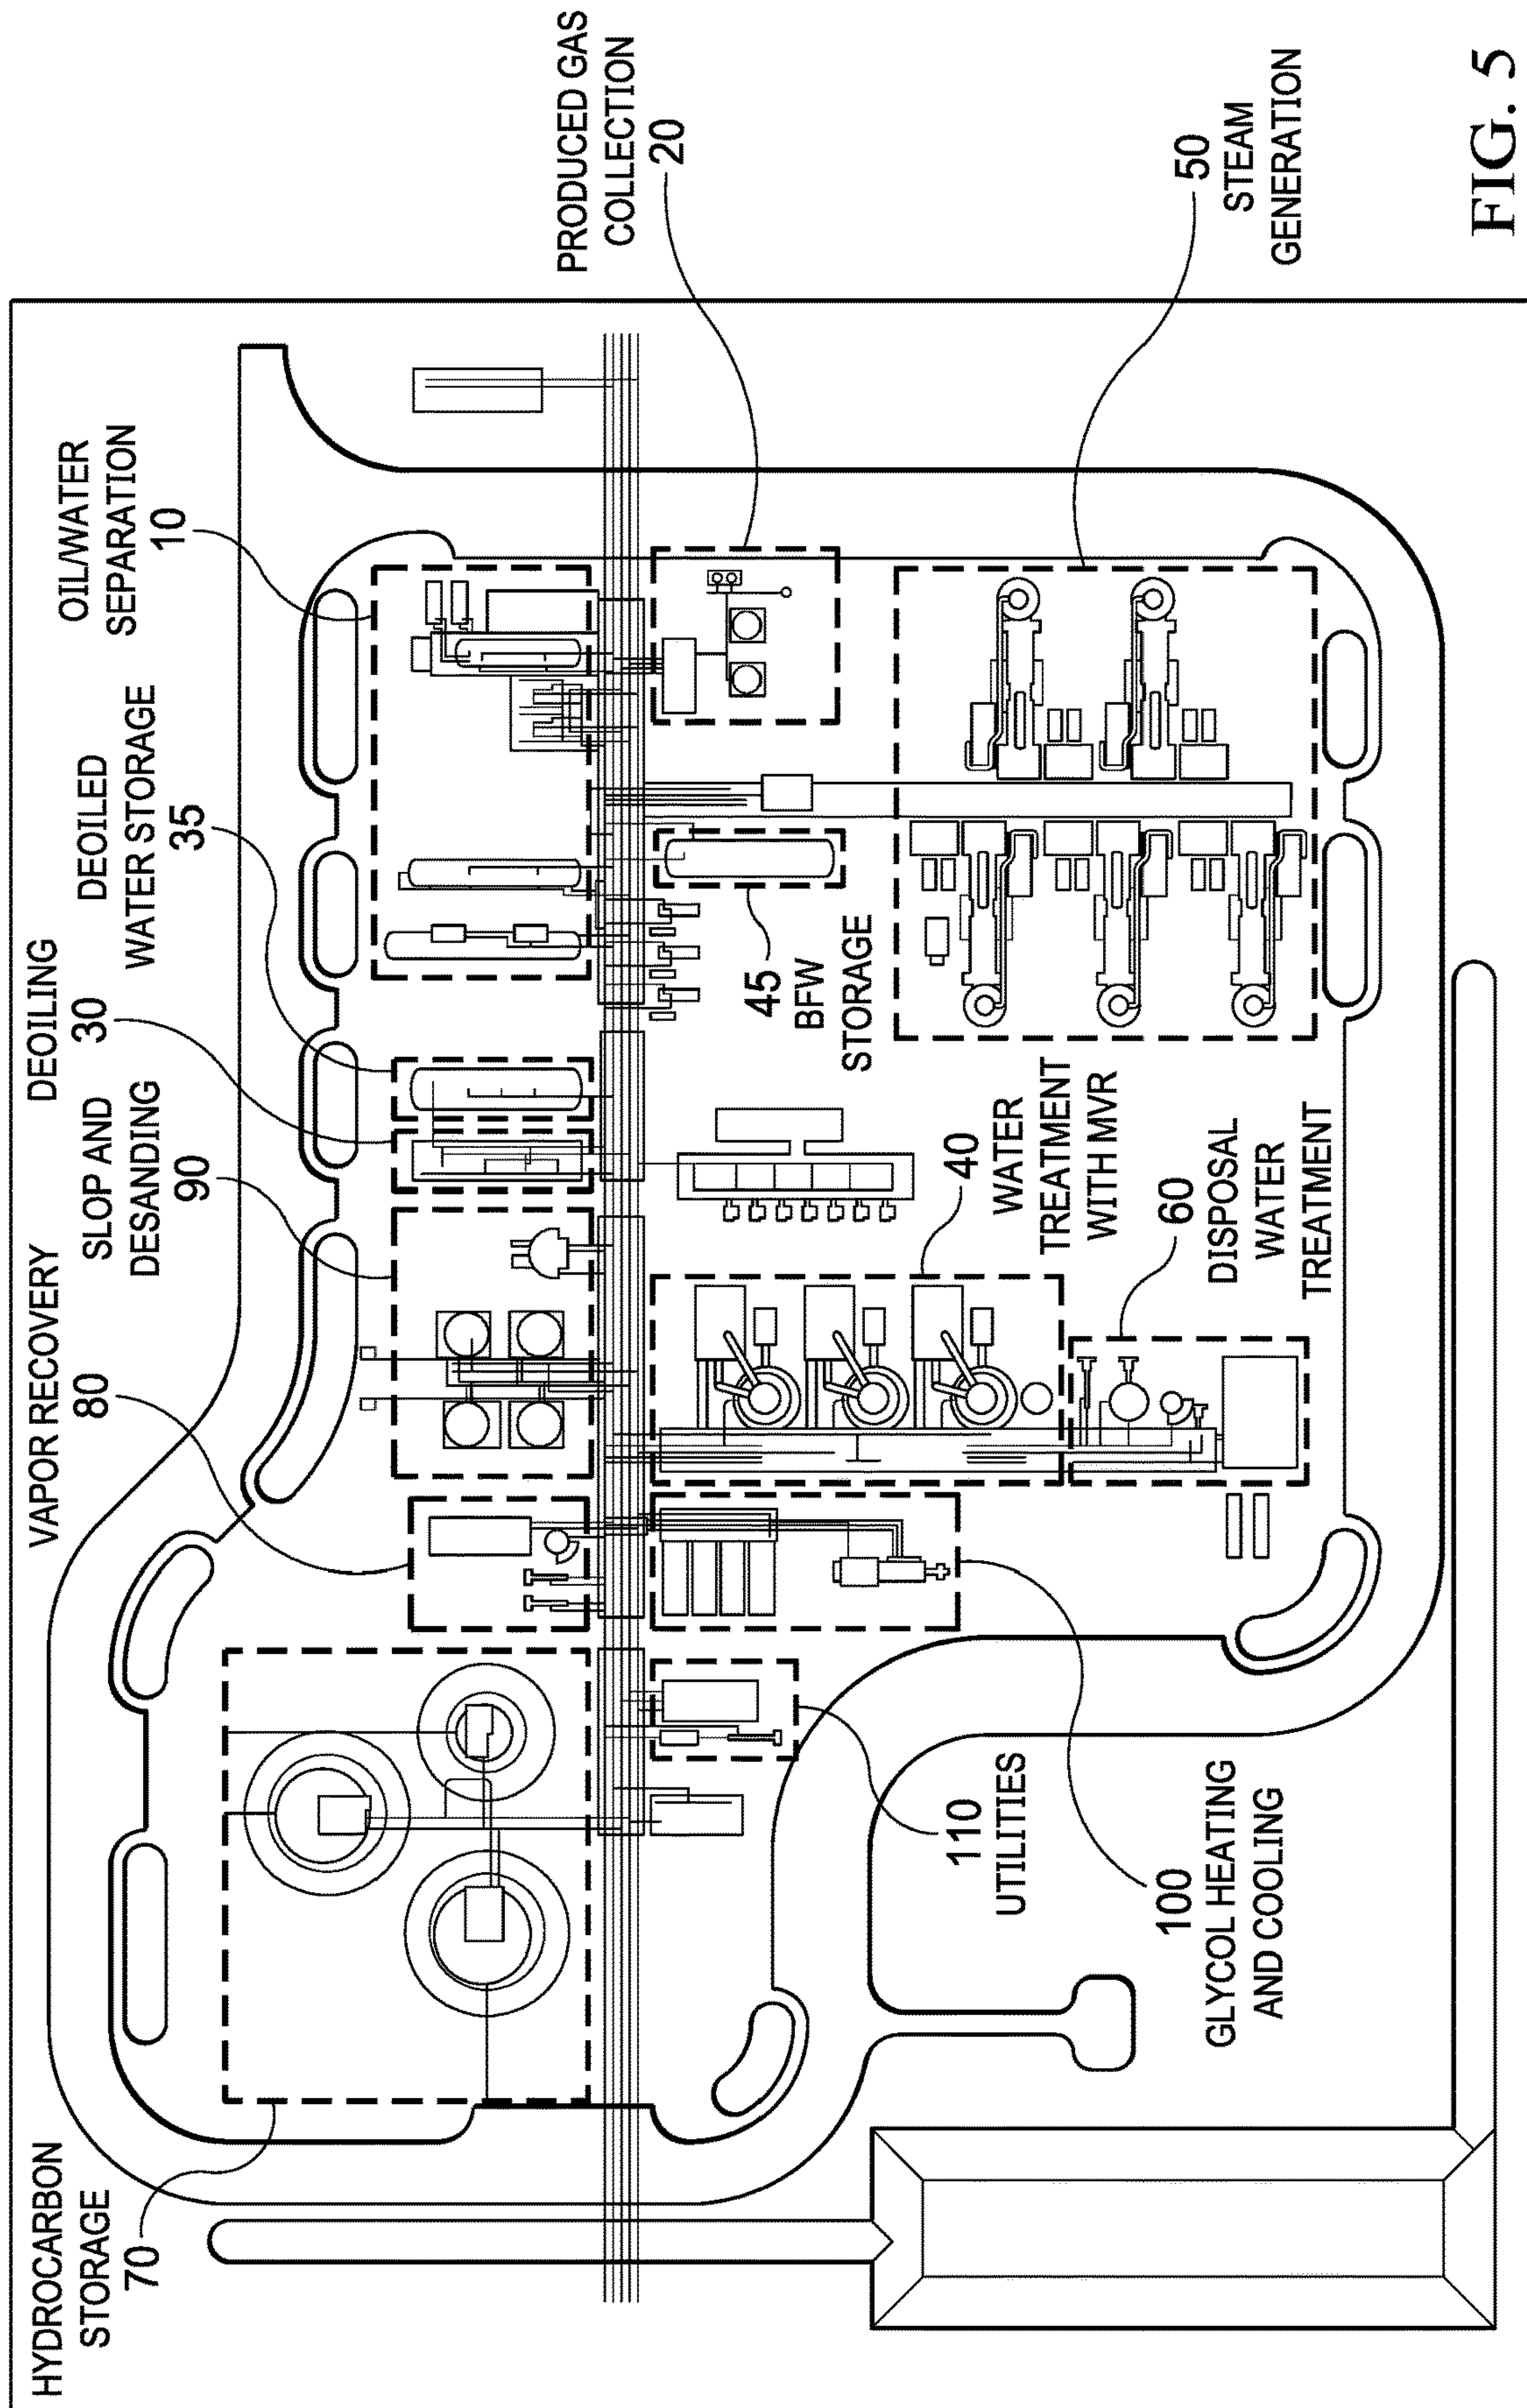 HYDROCARBON
STORAGE
70
VAPOR RECOVERY
80
SLOP AND
DESANDING
90
DEOILING
30
DEOILED
WATER STORAGE
35
OIL/WATER
SEPARATION
10
PRODUCED GAS
COLLECTION
20
45
BFW
STORAGE
40
WATER
TREATMENT
WITH MVR
60
DISPOSAL
WATER
TREATMENT
50
STEAM
GENERATION
110
UTILITIES
100
GLYCOL HEATING
AND COOLING
FIG. 5